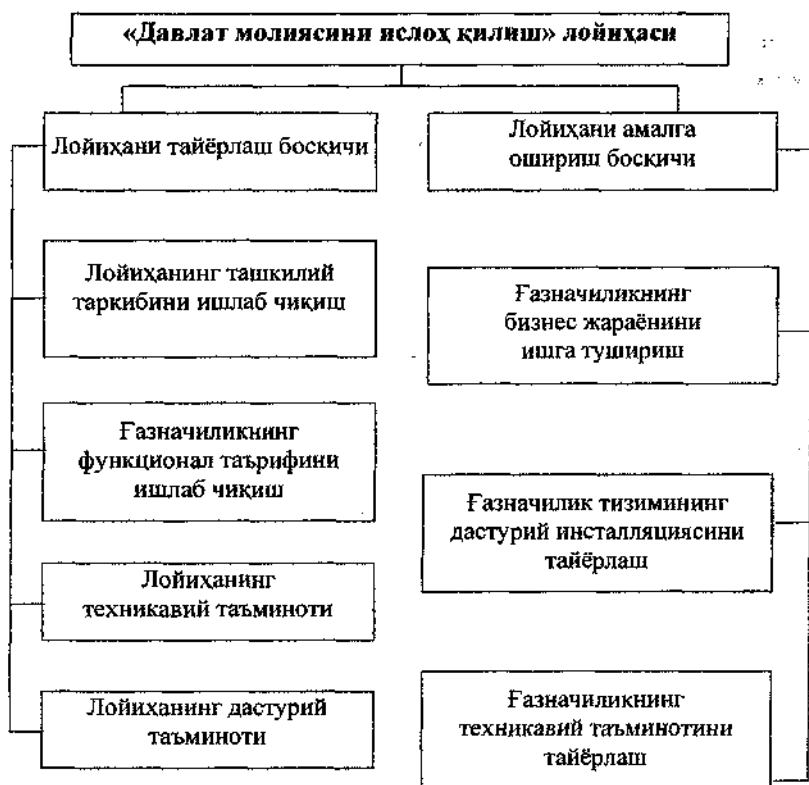 «Давлат молиясини ислоҳ қилиш» лойиҳаси
Лойиҳани тайёрлаш босқичи
Лойиҳанинг ташкилий
таркибини ишлаб чиқиш
Ғазначиликнинг
функционал таърифини
ишлаб чиқиш
Лойиҳанинг
техникавий таъминоти
Лойиҳанинг дастурий
таъминоти
Лойиҳани амалга
ошириш босқичи
Ғазначиликнинг
бизнес жараёнини
ишга тушириш
Ғазначилик тизимининг
дастурий инсталляциясини
тайёрлаш
Ғазначиликнинг
техникавий таъминотини
тайёрлаш